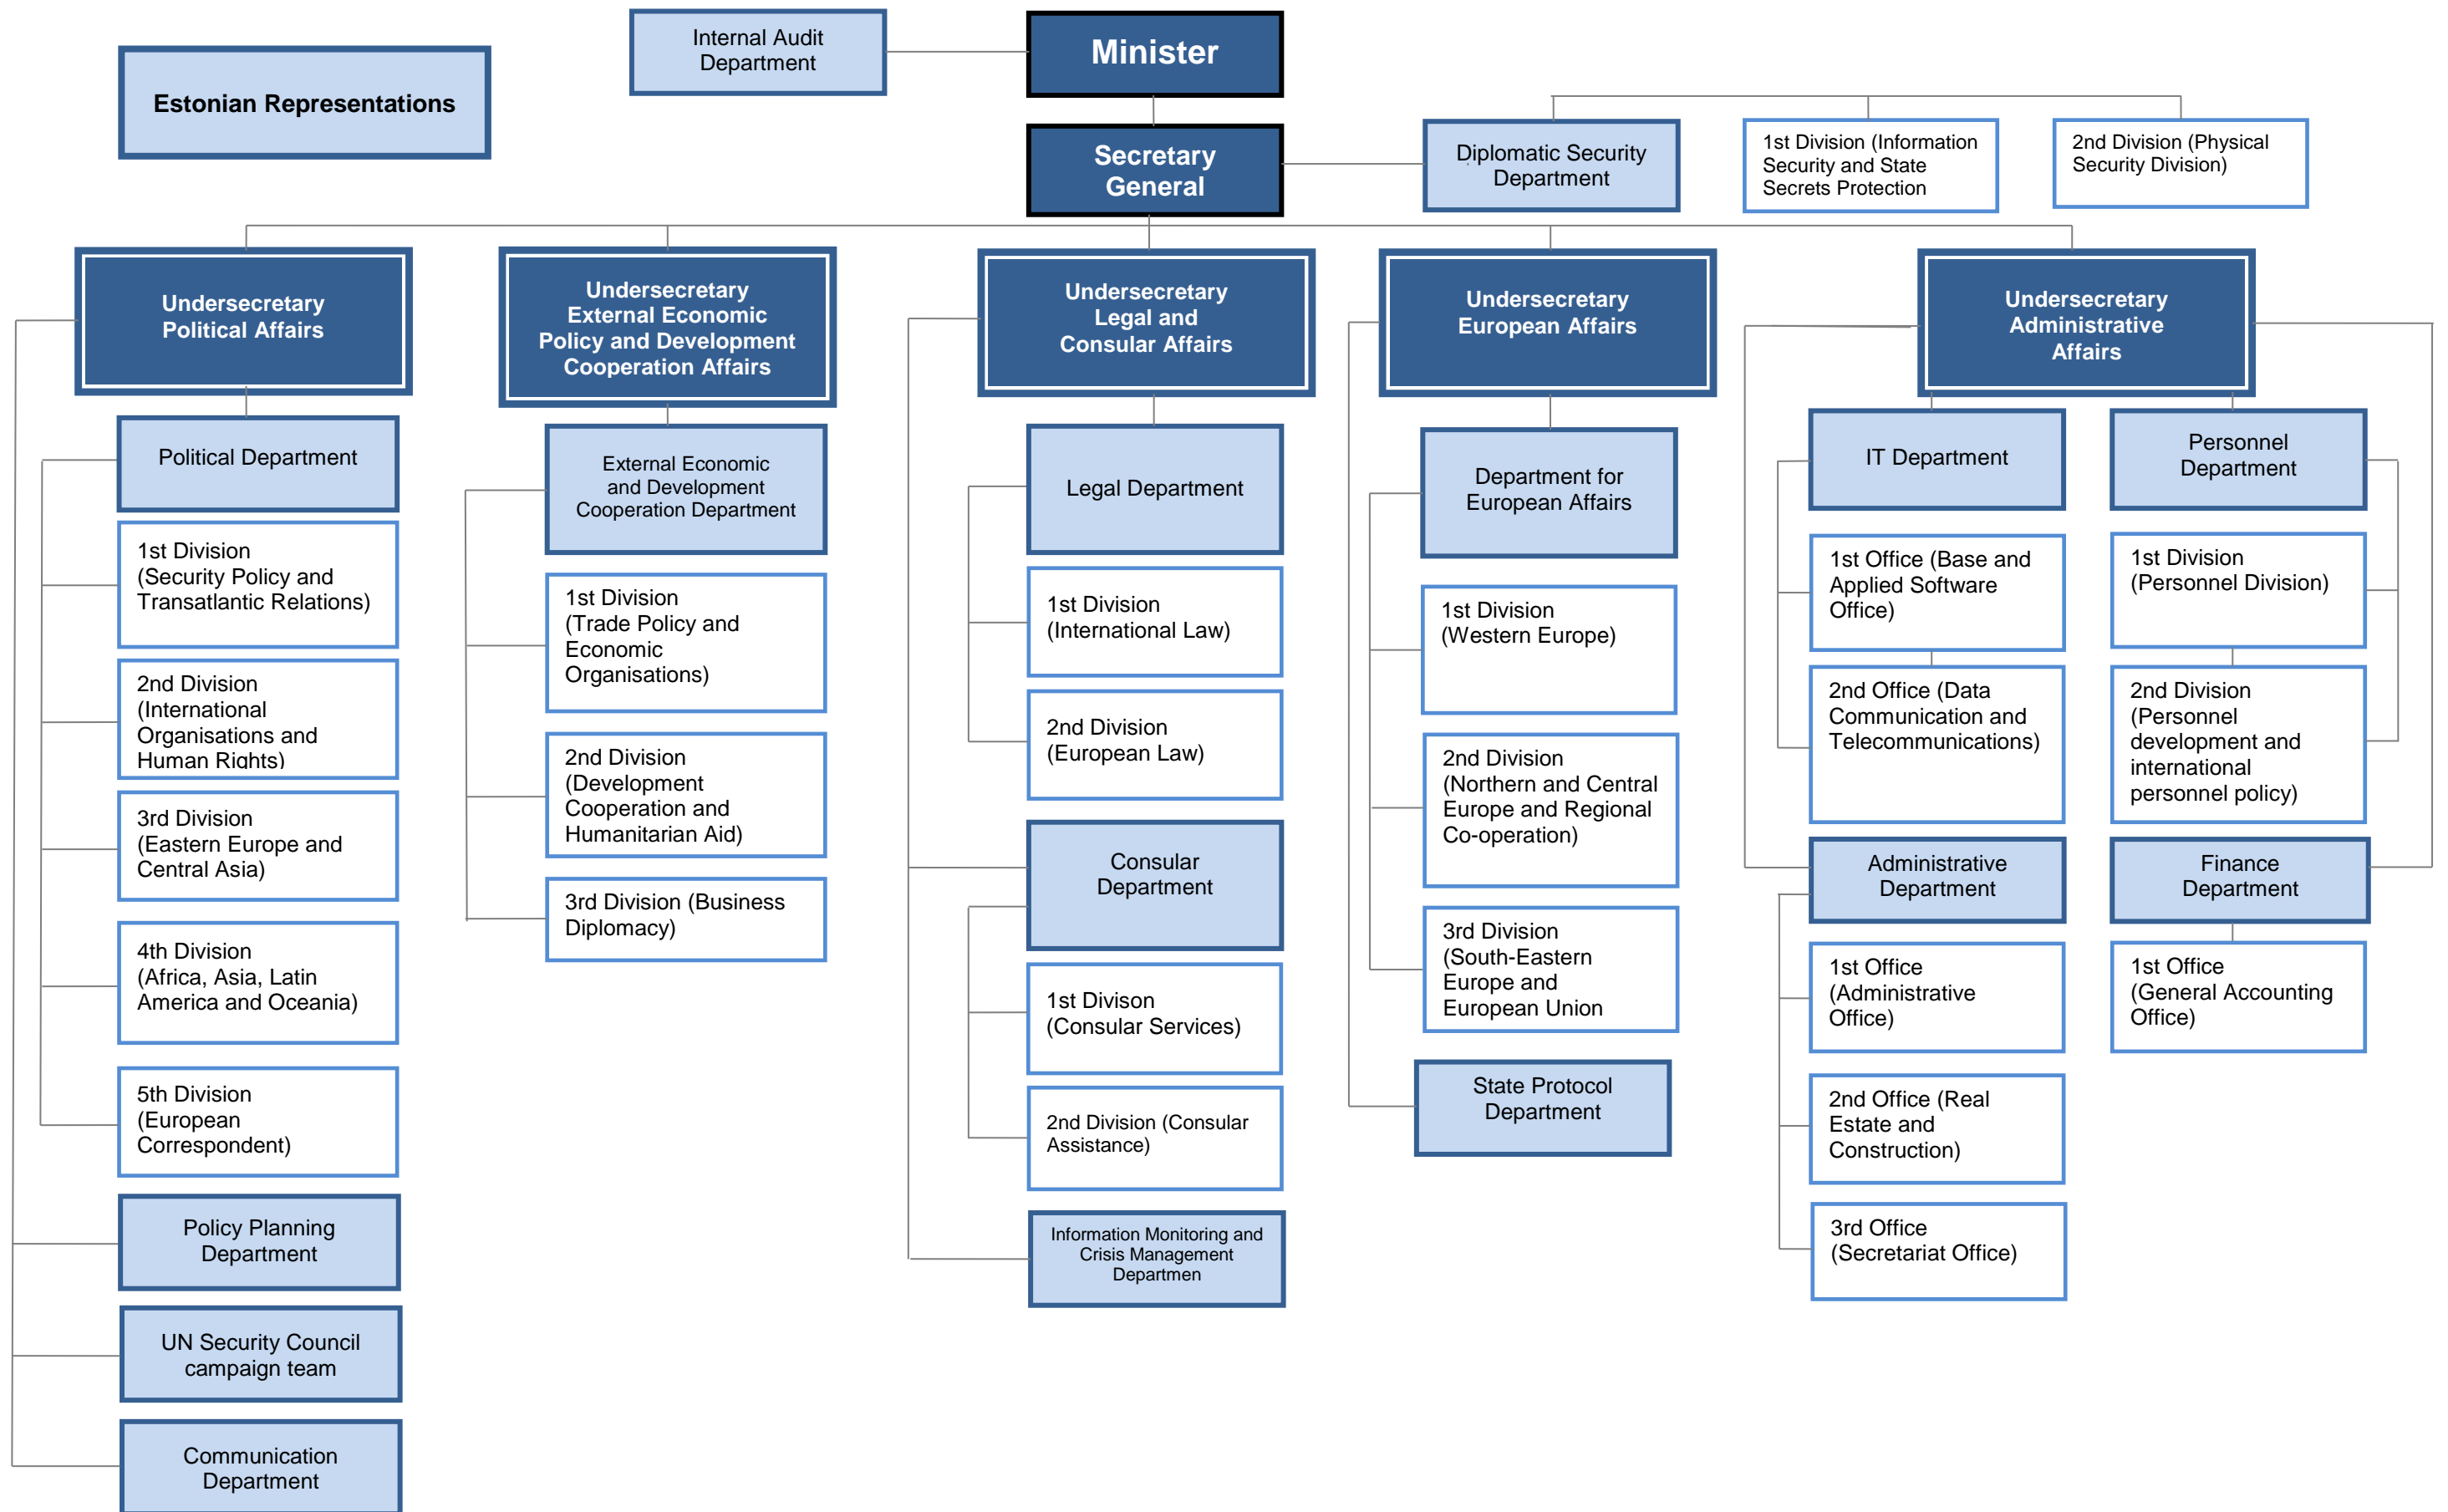 Internal Audit
Department
Minister
Estonian Representations
Secretary
General
Diplomatic Security
Department
1st Division (Information
Security and State
Secrets Protection
2nd Division (Physical
Security Division)
Undersecretary
Political Affairs
Undersecretary
External Economic
Policy and Development
Cooperation Affairs
Undersecretary
Legal and
Consular Affairs
Undersecretary
European Affairs
Undersecretary
Administrative
Affairs
Political Department
1st Division
(Security Policy and
Transatlantic Relations)
2nd Division
(International
Organisations and
Human Rights)
3rd Division
(Eastern Europe and
Central Asia)
4th Division
(Africa, Asia, Latin
America and Oceania)
5th Division
(European
Correspondent)
Policy Planning
Department
UN Security Council
campaign team
Communication
Department
External Economic
and Development
Cooperation Department
1st Division
(Trade Policy and
Economic
Organisations)
2nd Division
(Development
Cooperation and
Humanitarian Aid)
3rd Division (Business
Diplomacy)
Legal Department
1st Division
(International Law)
2nd Division
(European Law)
Consular
Department
1st Divison
(Consular Services)
2nd Division (Consular
Assistance)
Information Monitoring and
Crisis Management
Departmen
Department for
European Affairs
1st Division
(Western Europe)
2nd Division
(Northern and Central
Europe and Regional
Co-operation)
3rd Division
(South-Eastern
Europe and
European Union
State Protocol
Department
IT Department
1st Office (Base and
Applied Software
Office)
2nd Office (Data
Communication and
Telecommunications)
Administrative
Department
1st Office
(Administrative
Office)
2nd Office (Real
Estate and
Construction)
3rd Office
(Secretariat Office)
Personnel
Department
1st Division
(Personnel Division)
2nd Division
(Personnel
development and
international
personnel policy)
Finance
Department
1st Office
(General Accounting
Office)